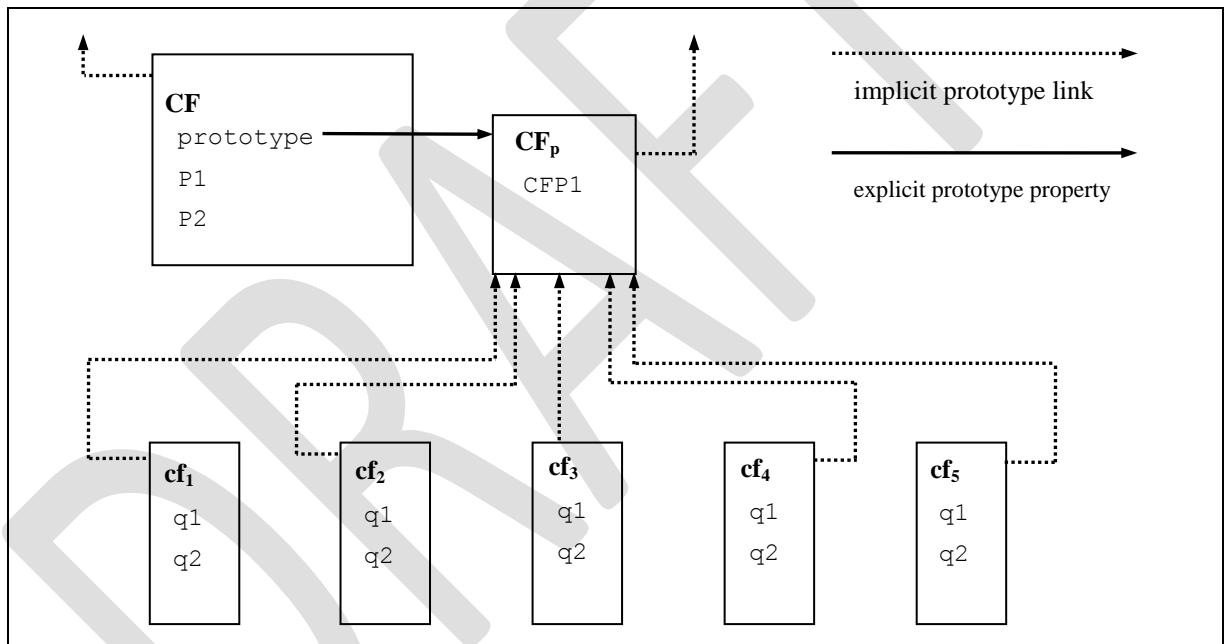 CF
prototype
P1
P2
CFp
CFP1
implicit prototype link
explicit prototype property
cf1
q1
q2
cf2
q1
q2
cf3
q1
q2
cf4
q1
q2
cf5
q1
q2
DRAFT